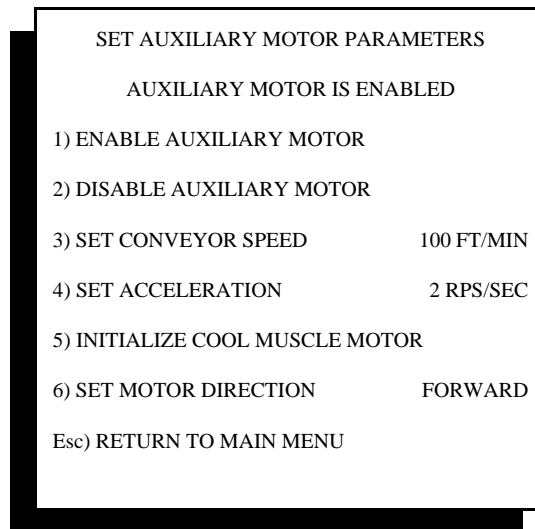 SET AUXILIARY MOTOR PARAMETERS
AUXILIARY MOTOR IS ENABLED
1) ENABLE AUXILIARY MOTOR
2) DISABLE AUXILIARY MOTOR
3) SET CONVEYOR SPEED 100 FT/MIN
4) SET ACCELERATION 2 RPS/SEC
5) INITIALIZE COOL MUSCLE MOTOR
6) SET MOTOR DIRECTION FORWARD
Esc) RETURN TO MAIN MENU